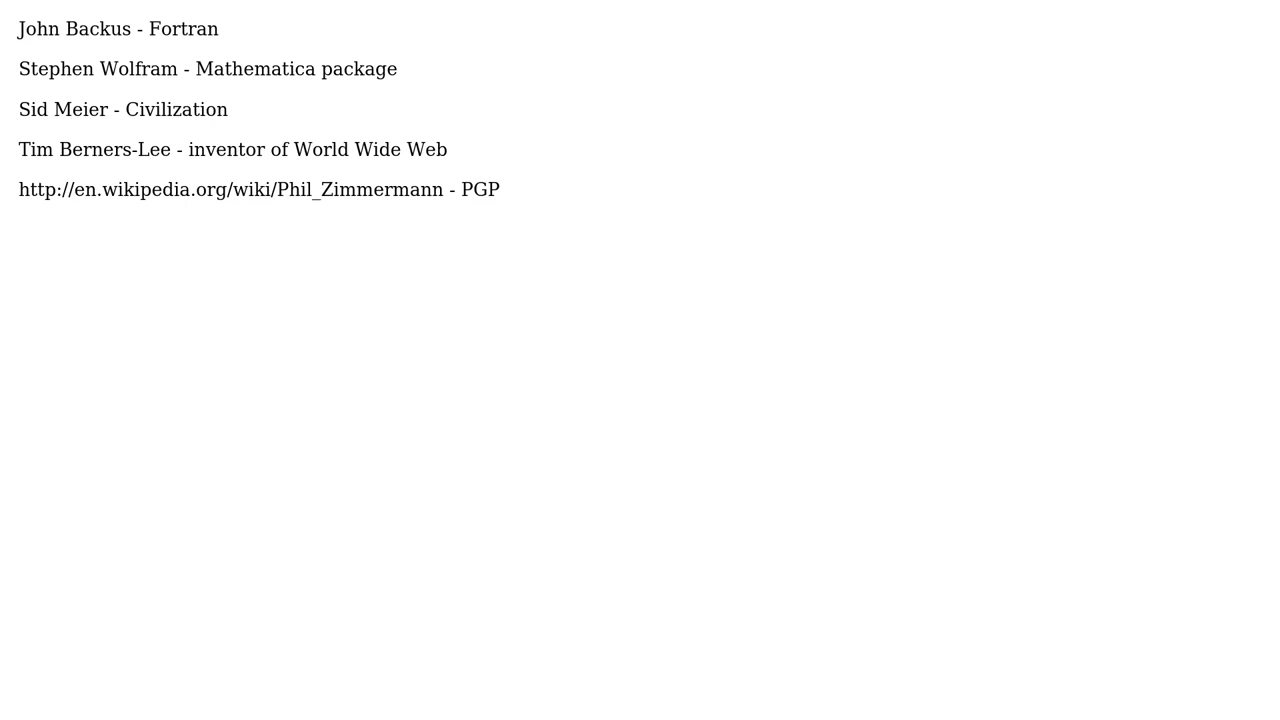 John Backus - Fortran
Stephen Wolfram - Mathematica package
Sid Meier - Civilization
Tim Berners-Lee - inventor of World Wide Web
http://en.wikipedia.org/wiki/Phil_Zimmermann - PGP